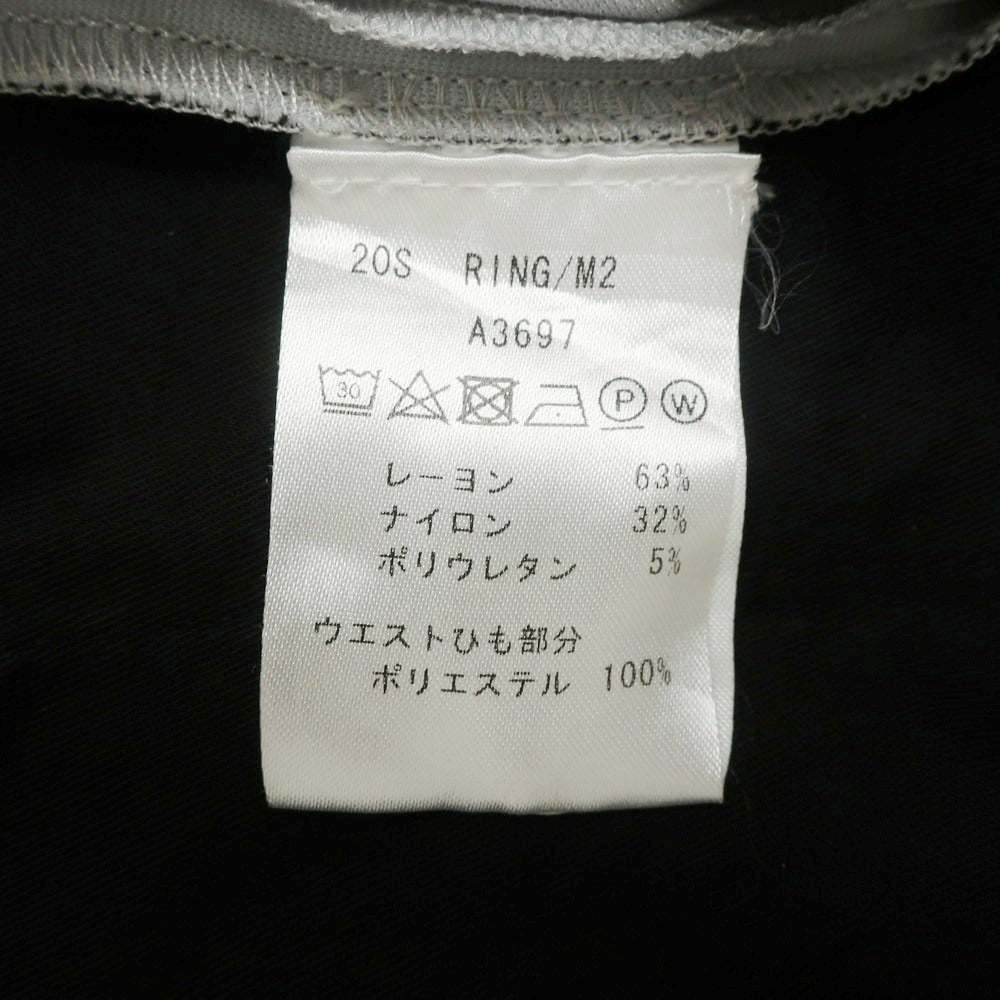 20S RING/M2
A3697
30 P W
レーヨン 63%
ナイロン 32%
ポリウレタン 5%
ウエストひも部分
ポリエステル 100%